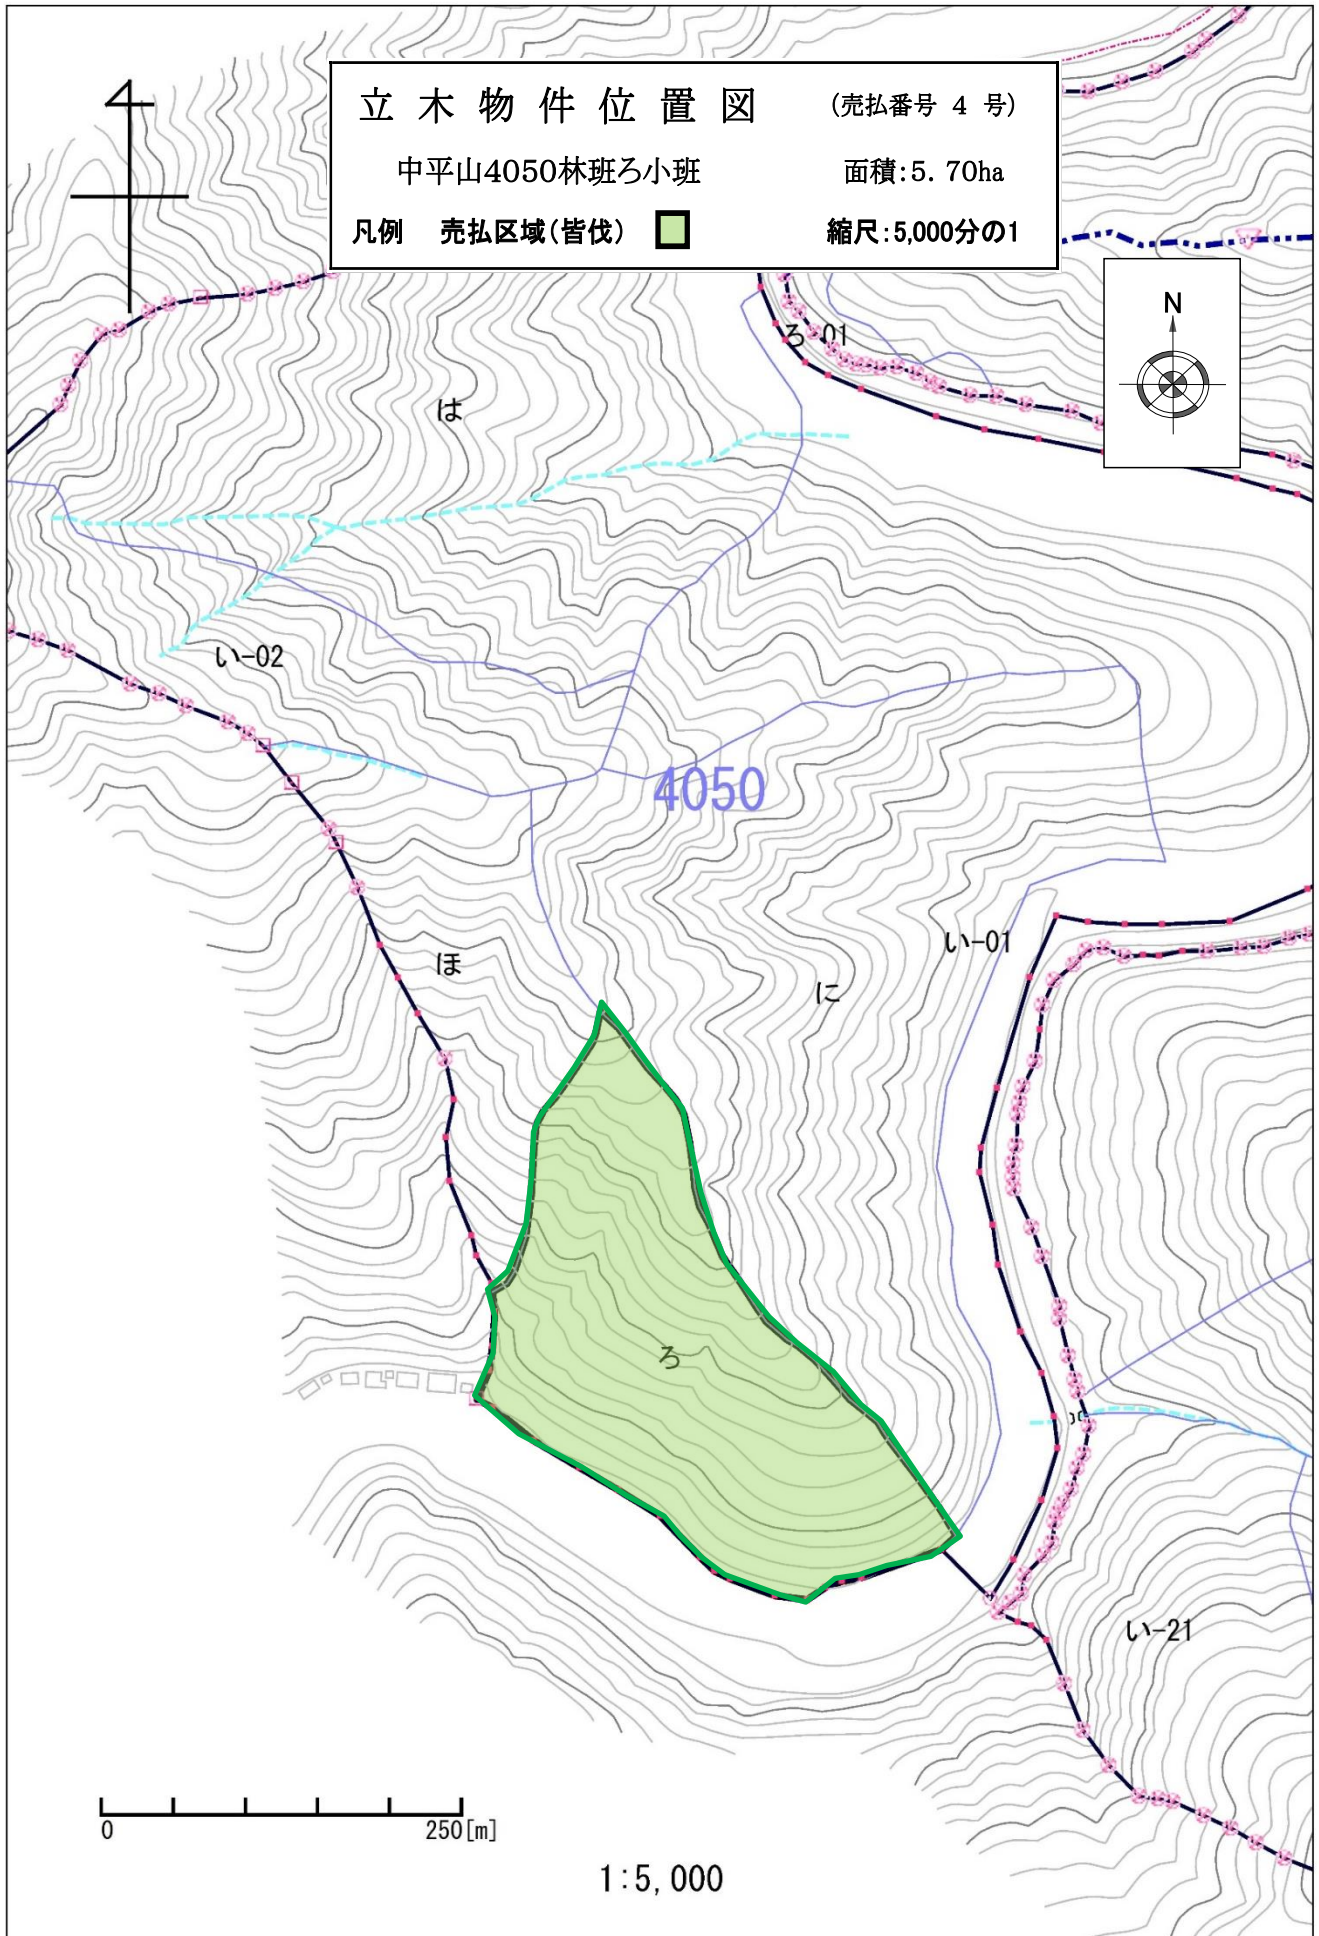 立木物件位置図 (売払番号 4 号)
中平山4050林班ろ小班 面積:5.70ha
凡例 売払区域(皆伐) 縮尺:5,000分の1
N
ろ-01
は
い-02
4050
い-01
ほ
に
ろ
い-21
0 250[m]
1:5,000